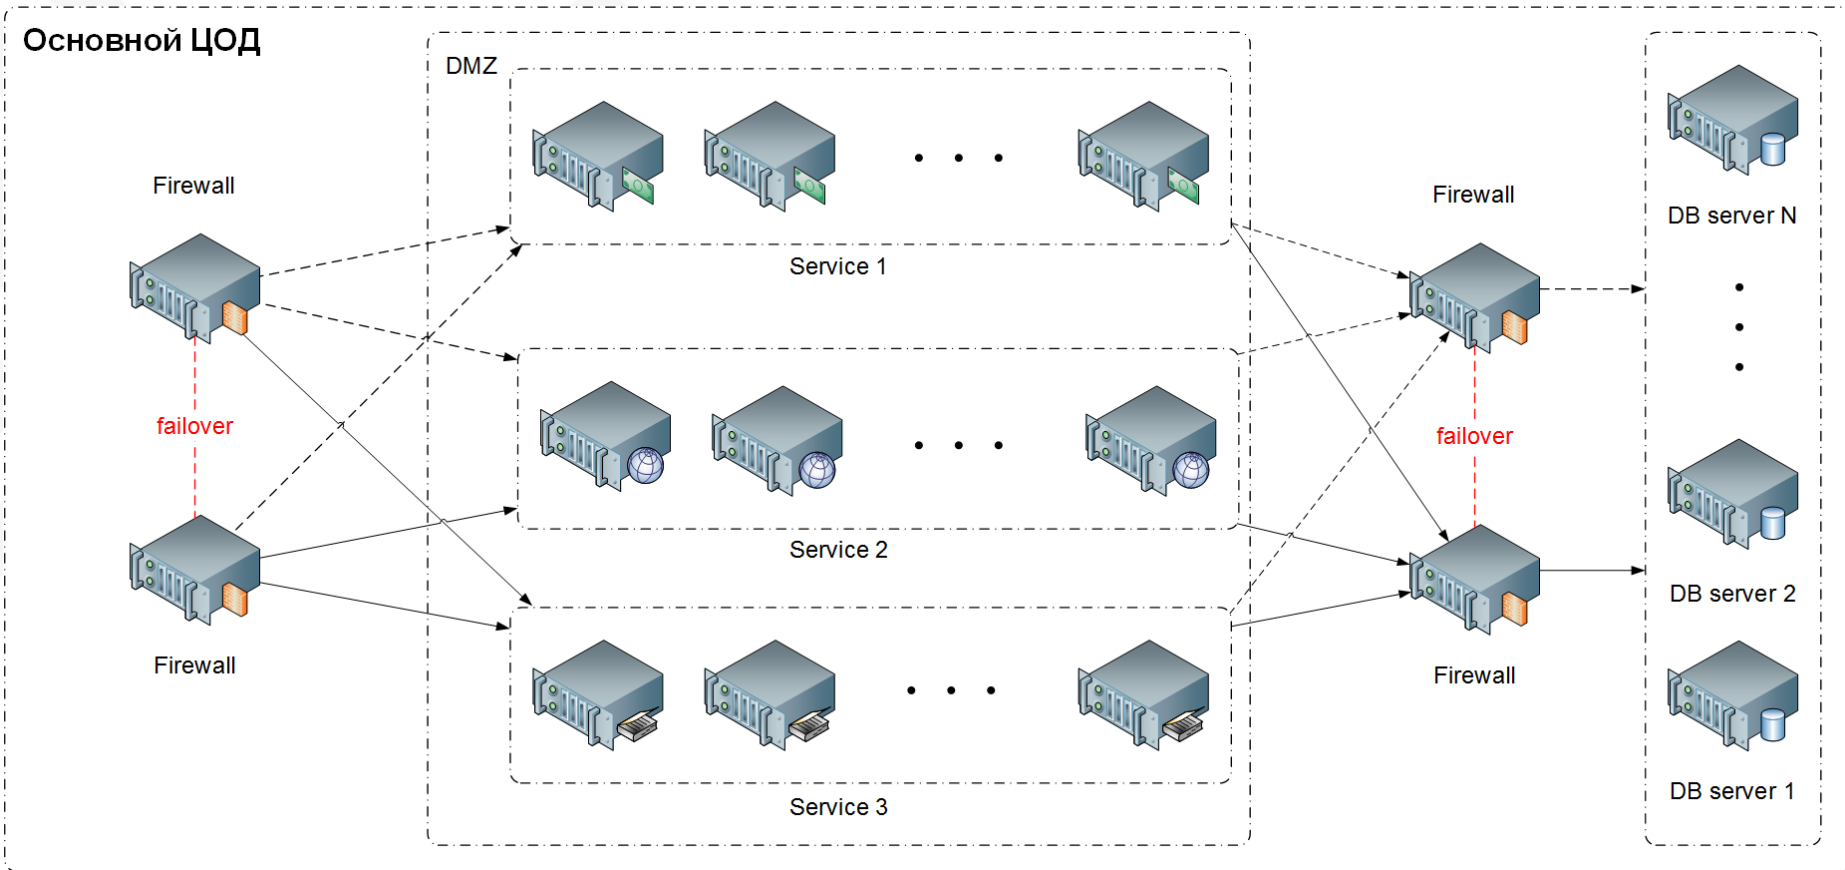 Основной ЦОД
DMZ
Firewall
Firewall
DB server N
Service 1
failover
failover
Service 2
DB server 2
Firewall
Firewall
DB server 1
Service 3